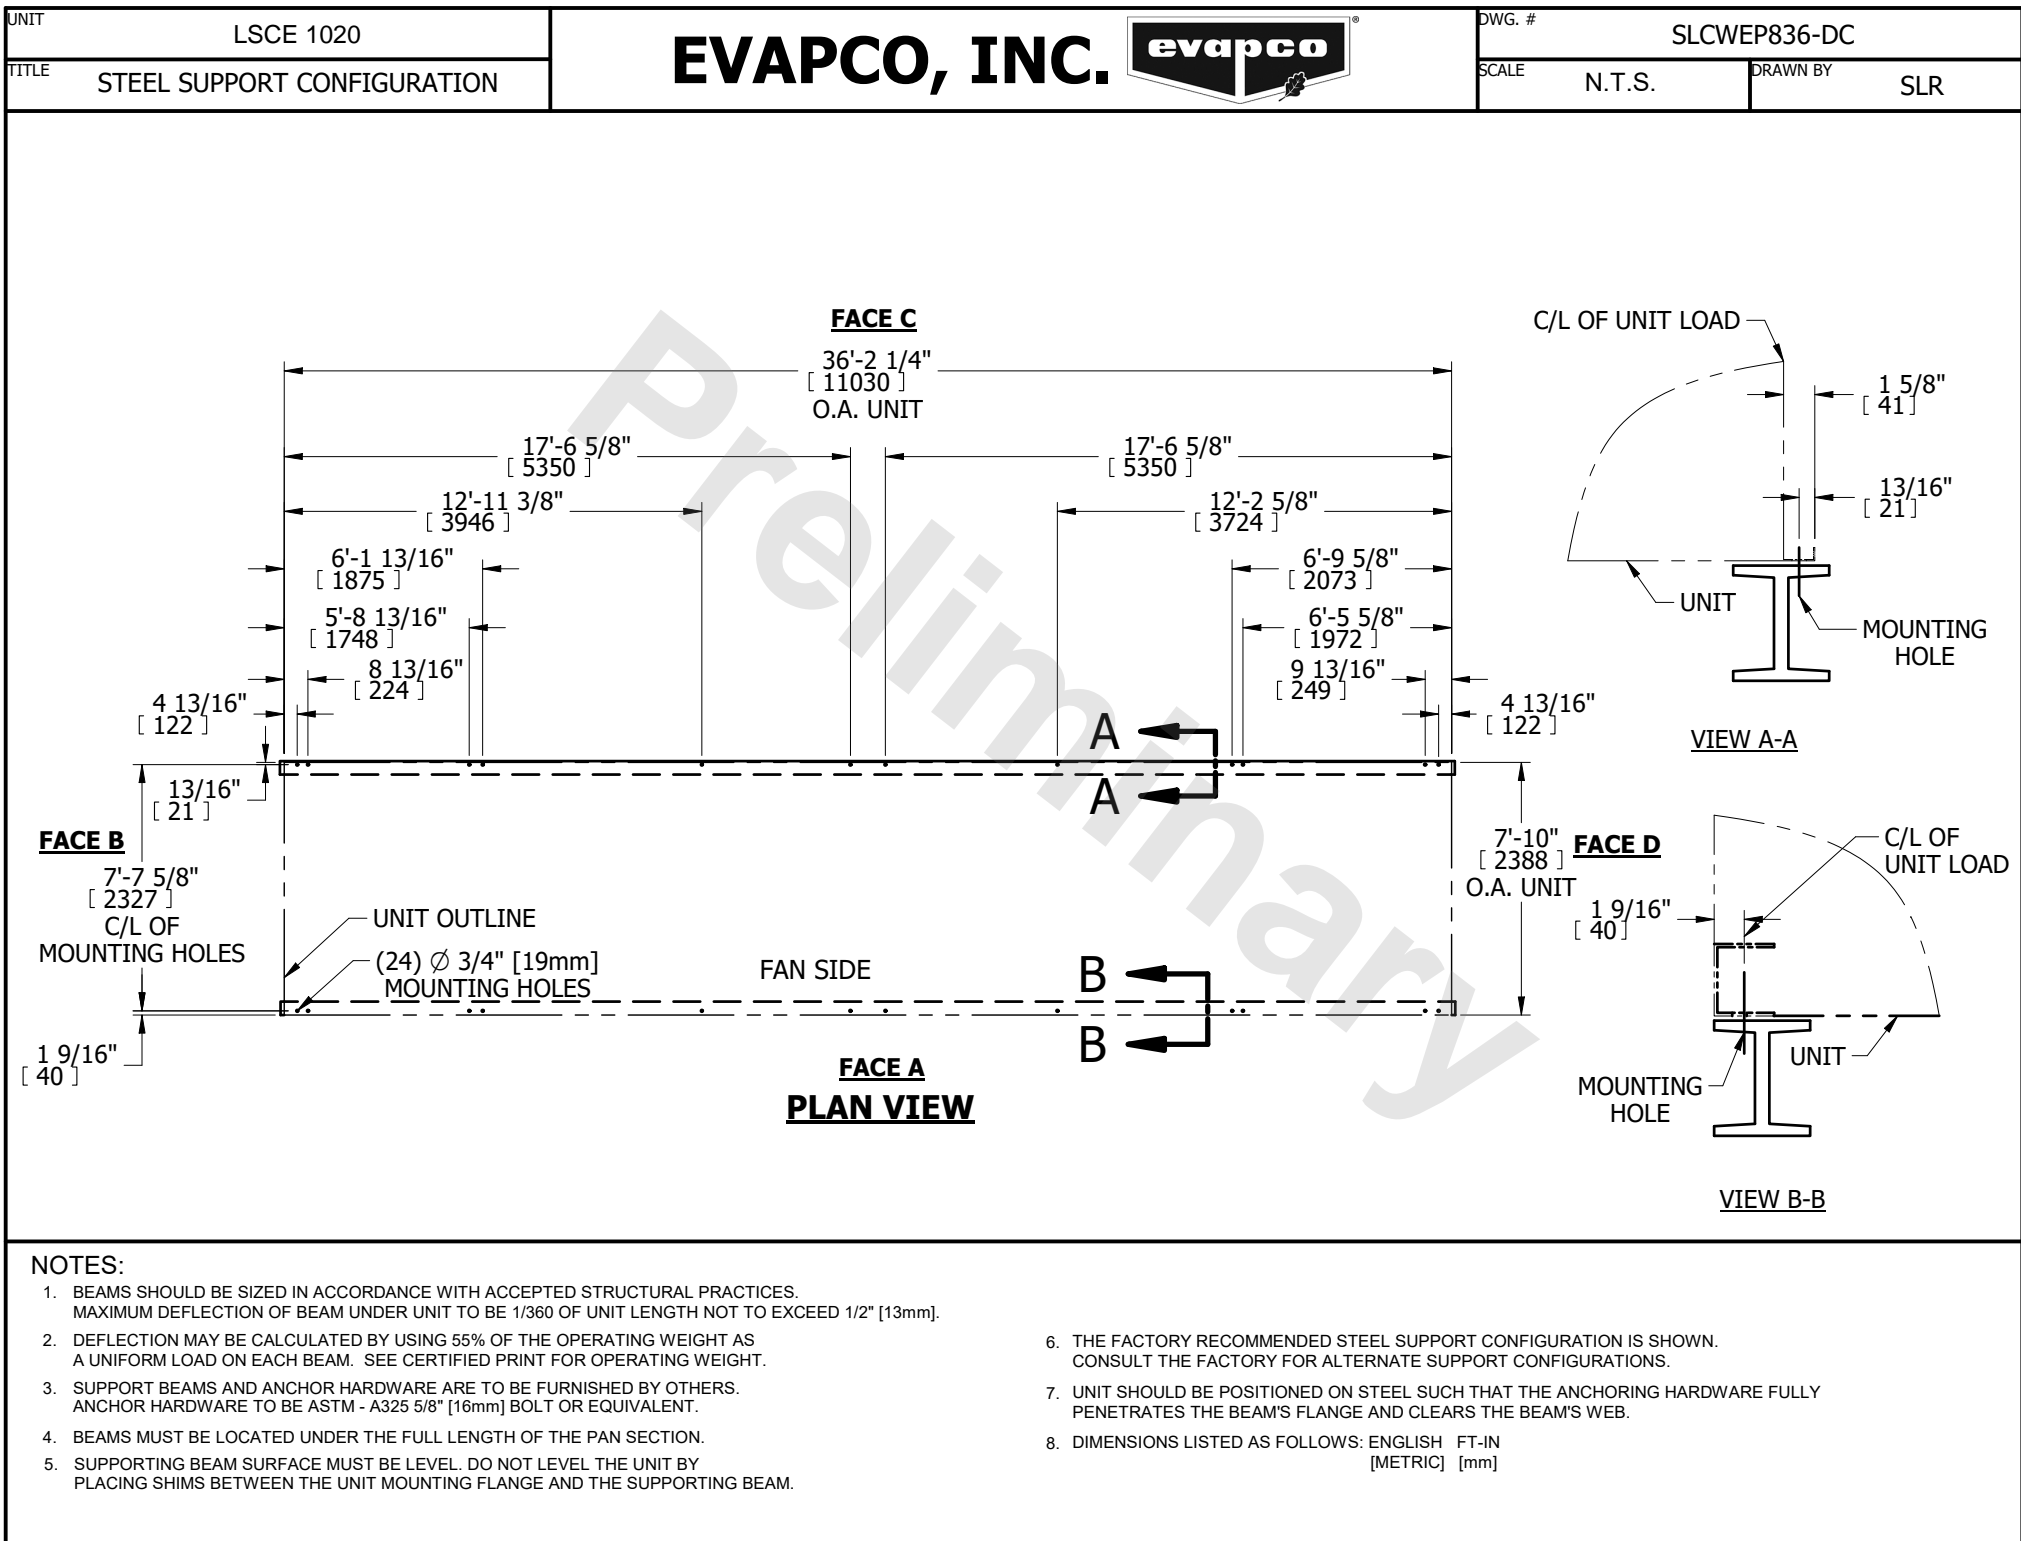 UNIT
LSCE 1020
TITLE
STEEL SUPPORT CONFIGURATION
EVAPCO, INC.
evapco
®
DWG. #
SLCWEP836-DC
SCALE
N.T.S.
DRAWN BY
SLR
Preliminary
FACE C
36'-2 1/4"
[ 11030 ]
O.A. UNIT
17'-6 5/8"
[ 5350 ]
17'-6 5/8"
[ 5350 ]
12'-11 3/8"
[ 3946 ]
12'-2 5/8"
[ 3724 ]
6'-1 13/16"
[ 1875 ]
6'-9 5/8"
[ 2073 ]
5'-8 13/16"
[ 1748 ]
6'-5 5/8"
[ 1972 ]
8 13/16"
[ 224 ]
9 13/16"
[ 249 ]
4 13/16"
[ 122 ]
4 13/16"
[ 122 ]
A
A
13/16"
[ 21 ]
FACE B
7'-7 5/8"
[ 2327 ]
C/L OF
MOUNTING HOLES
7'-10"
[ 2388 ]
O.A. UNIT
FACE D
UNIT OUTLINE
(24) Ø 3/4" [19mm]
MOUNTING HOLES
FAN SIDE
B
B
1 9/16"
[ 40 ]
FACE A
PLAN VIEW
C/L OF UNIT LOAD
1 5/8"
[ 41 ]
13/16"
[ 21 ]
UNIT
MOUNTING
HOLE
VIEW A-A
C/L OF
UNIT LOAD
1 9/16"
[ 40 ]
UNIT
MOUNTING
HOLE
VIEW B-B
NOTES:
1. BEAMS SHOULD BE SIZED IN ACCORDANCE WITH ACCEPTED STRUCTURAL PRACTICES.
MAXIMUM DEFLECTION OF BEAM UNDER UNIT TO BE 1/360 OF UNIT LENGTH NOT TO EXCEED 1/2" [13mm].
2. DEFLECTION MAY BE CALCULATED BY USING 55% OF THE OPERATING WEIGHT AS
A UNIFORM LOAD ON EACH BEAM. SEE CERTIFIED PRINT FOR OPERATING WEIGHT.
3. SUPPORT BEAMS AND ANCHOR HARDWARE ARE TO BE FURNISHED BY OTHERS.
ANCHOR HARDWARE TO BE ASTM - A325 5/8" [16mm] BOLT OR EQUIVALENT.
4. BEAMS MUST BE LOCATED UNDER THE FULL LENGTH OF THE PAN SECTION.
5. SUPPORTING BEAM SURFACE MUST BE LEVEL. DO NOT LEVEL THE UNIT BY
PLACING SHIMS BETWEEN THE UNIT MOUNTING FLANGE AND THE SUPPORTING BEAM.
6. THE FACTORY RECOMMENDED STEEL SUPPORT CONFIGURATION IS SHOWN.
CONSULT THE FACTORY FOR ALTERNATE SUPPORT CONFIGURATIONS.
7. UNIT SHOULD BE POSITIONED ON STEEL SUCH THAT THE ANCHORING HARDWARE FULLY
PENETRATES THE BEAM'S FLANGE AND CLEARS THE BEAM'S WEB.
8. DIMENSIONS LISTED AS FOLLOWS: ENGLISH FT-IN
[METRIC] [mm]